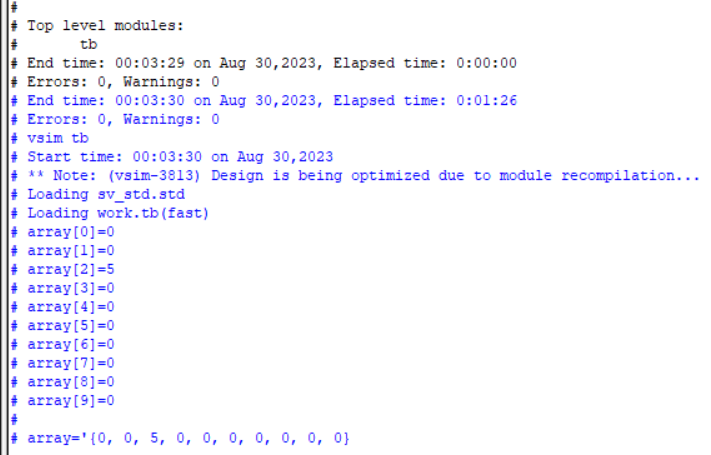 #
# Top level modules:
#       tb
# End time: 00:03:29 on Aug 30,2023, Elapsed time: 0:00:00
# Errors: 0, Warnings: 0
# End time: 00:03:30 on Aug 30,2023, Elapsed time: 0:01:26
# Errors: 0, Warnings: 0
# vsim tb
# Start time: 00:03:30 on Aug 30,2023
# ** Note: (vsim-3813) Design is being optimized due to module recompilation...
# Loading sv_std.std
# Loading work.tb(fast)
# array[0]=0
# array[1]=0
# array[2]=5
# array[3]=0
# array[4]=0
# array[5]=0
# array[6]=0
# array[7]=0
# array[8]=0
# array[9]=0
#
# array='{0, 0, 5, 0, 0, 0, 0, 0, 0, 0}